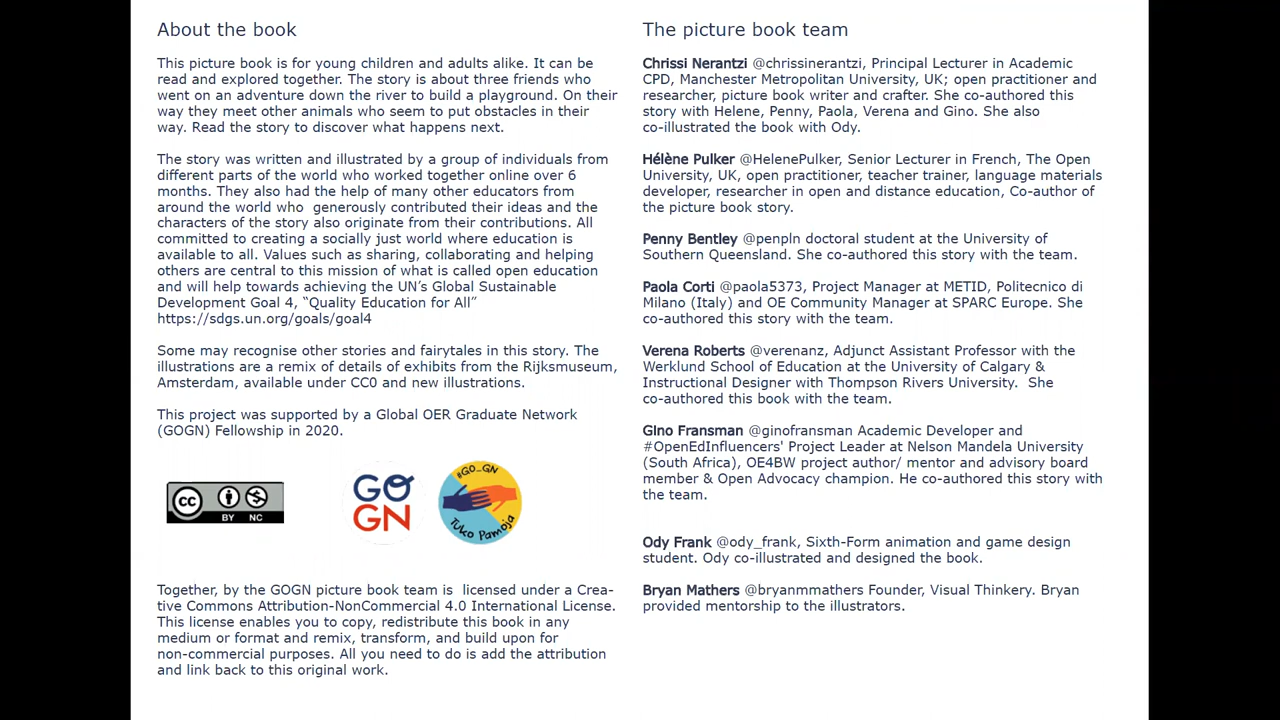 About the book
This picture book is for young children and adults alike. It can be
read and explored together. The story is about three friends who
went on an adventure down the river to build a playground. On their
way they meet other animals who seem to put obstacles in their
way. Read the story to discover what happens next.
The story was written and illustrated by a group of individuals from
different parts of the world who worked together online over 6
months. They also had the help of many other educators from
around the world who  generously contributed their ideas and the
characters of the story also originate from their contributions. All
committed to creating a socially just world where education is
available to all. Values such as sharing, collaborating and helping
others are central to this mission of what is called open education
and will help towards achieving the UN’s Global Sustainable
Development Goal 4, “Quality Education for All”
https://sdgs.un.org/goals/goal4
Some may recognise other stories and fairytales in this story. The
illustrations are a remix of details of exhibits from the Rijksmuseum,
Amsterdam, available under CC0 and new illustrations.
This project was supported by a Global OER Graduate Network
(GOGN) Fellowship in 2020.
cc BY NC
GO
GN
#GO_GN
Tuko Pamoja
Together, by the GOGN picture book team is  licensed under a Crea-
tive Commons Attribution-NonCommercial 4.0 International License.
This license enables you to copy, redistribute this book in any
medium or format and remix, transform, and build upon for
non-commercial purposes. All you need to do is add the attribution
and link back to this original work.
The picture book team
Chrissi Nerantzi @chrissinerantzi, Principal Lecturer in Academic
CPD, Manchester Metropolitan University, UK; open practitioner and
researcher, picture book writer and crafter. She co-authored this
story with Helene, Penny, Paola, Verena and Gino. She also
co-illustrated the book with Ody.
Hélène Pulker @HelenePulker, Senior Lecturer in French, The Open
University, UK, open practitioner, teacher trainer, language materials
developer, researcher in open and distance education, Co-author of
the picture book story.
Penny Bentley @penpln doctoral student at the University of
Southern Queensland. She co-authored this story with the team.
Paola Corti @paola5373, Project Manager at METID, Politecnico di
Milano (Italy) and OE Community Manager at SPARC Europe. She
co-authored this story with the team.
Verena Roberts @verenanz, Adjunct Assistant Professor with the
Werklund School of Education at the University of Calgary &
Instructional Designer with Thompson Rivers University.  She
co-authored this book with the team.
Gino Fransman @ginofransman Academic Developer and
#OpenEdInfluencers' Project Leader at Nelson Mandela University
(South Africa), OE4BW project author/ mentor and advisory board
member & Open Advocacy champion. He co-authored this story with
the team.
Ody Frank @ody_frank, Sixth-Form animation and game design
student. Ody co-illustrated and designed the book.
Bryan Mathers @bryanmmathers Founder, Visual Thinkery. Bryan
provided mentorship to the illustrators.